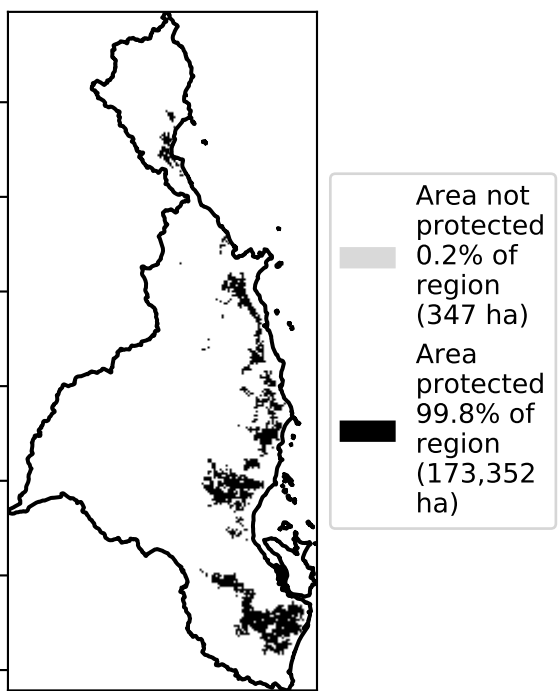 Area not
protected
0.2% of
region
(347 ha)
Area
protected
99.8% of
region
(173,352
ha)